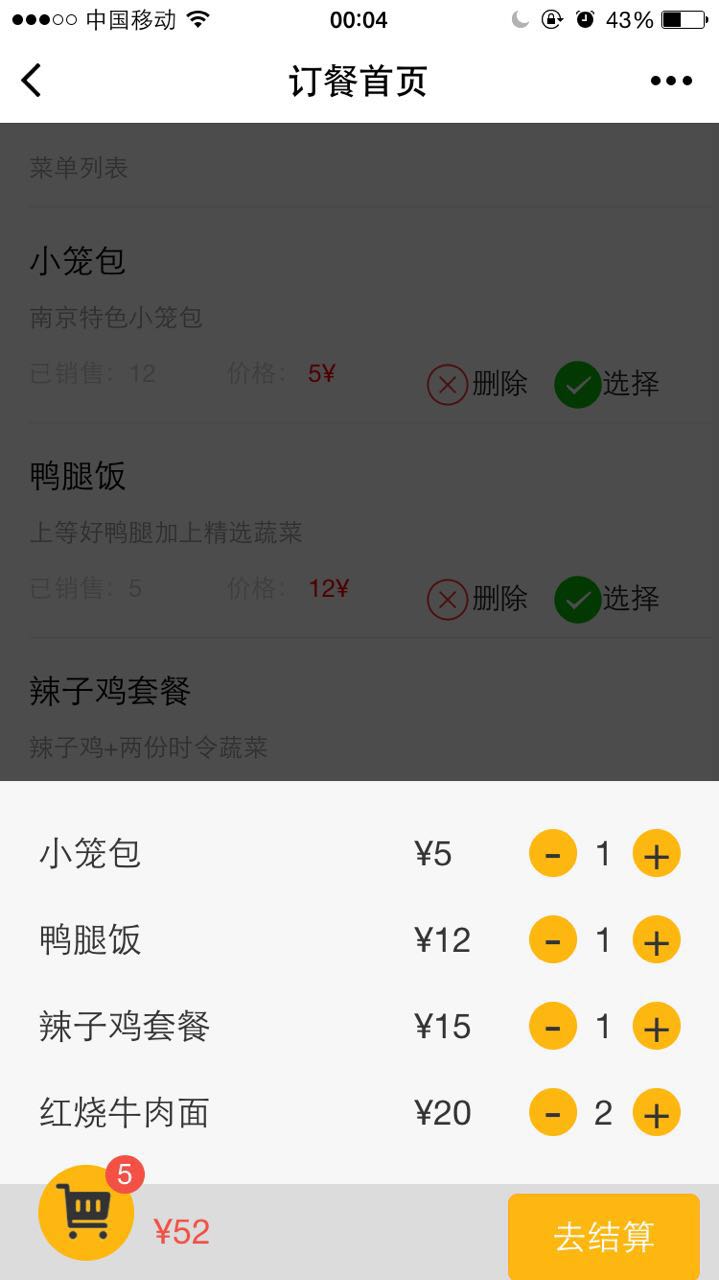 中国移动 00:04 43%
订餐首页
菜单列表
小笼包
南京特色小笼包
已销售：12 价格： 5¥ 删除 选择
鸭腿饭
上等好鸭腿加上精选蔬菜
已销售：5 价格： 12¥ 删除 选择
辣子鸡套餐
辣子鸡+两份时令蔬菜
小笼包 ¥5 - 1 +
鸭腿饭 ¥12 - 1 +
辣子鸡套餐 ¥15 - 1 +
红烧牛肉面 ¥20 - 2 +
5
¥52 去结算